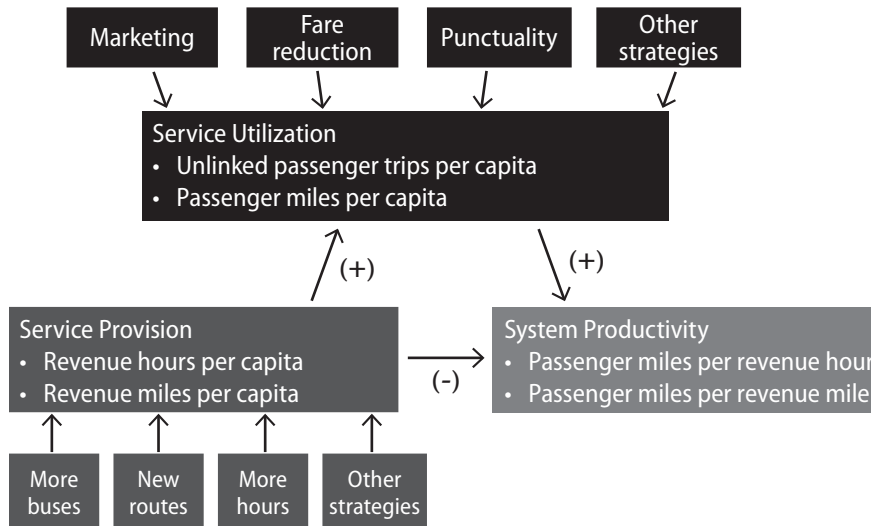 Marketing
Fare
reduction
Punctuality
Other
strategies
Service Utilization
• Unlinked passenger trips per capita
• Passenger miles per capita
(+)
(+)
Service Provision
• Revenue hours per capita
• Revenue miles per capita
(-)
System Productivity
• Passenger miles per revenue hour
• Passenger miles per revenue mile
More
buses
New
routes
More
hours
Other
strategies